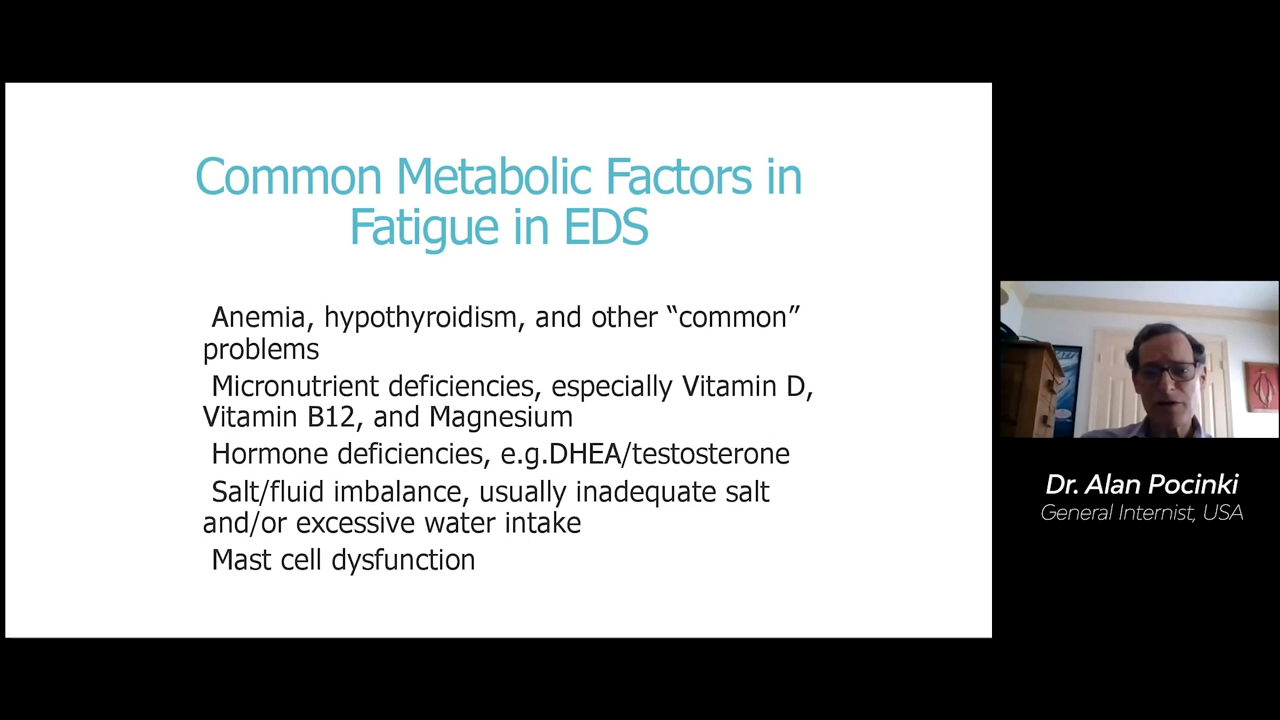 Common Metabolic Factors in
Fatigue in EDS
Anemia, hypothyroidism, and other “common”
problems
Micronutrient deficiencies, especially Vitamin D,
Vitamin B12, and Magnesium
Hormone deficiencies, e.g.DHEA/testosterone
Salt/fluid imbalance, usually inadequate salt
and/or excessive water intake
Mast cell dysfunction
Dr. Alan Pocinki
General Internist, USA